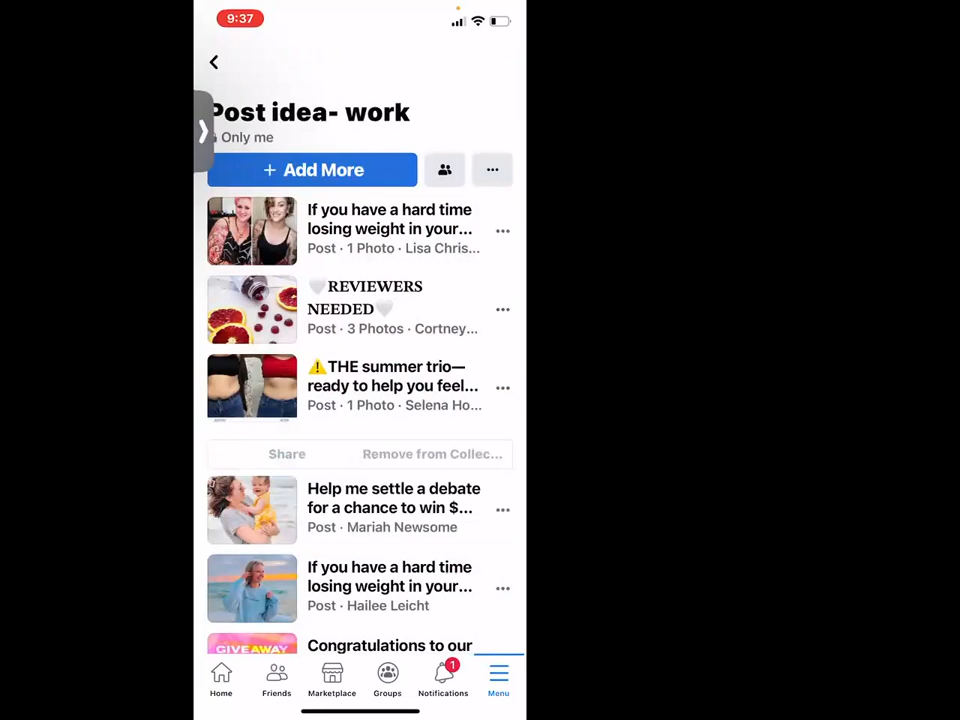 9:37
Post idea- work
Only me
+ Add More
If you have a hard time
losing weight in your...
Post · 1 Photo · Lisa Chris...
🤍REVIEWERS
NEEDED🤍
Post · 3 Photos · Cortney...
⚠️THE summer trio—
ready to help you feel...
Post · 1 Photo · Selena Ho...
Share
Remove from Collec...
Help me settle a debate
for a chance to win $...
Post · Mariah Newsome
If you have a hard time
losing weight in your...
Post · Hailee Leicht
GIVEAWAY
Congratulations to our
1
Home
Friends
Marketplace
Groups
Notifications
Menu